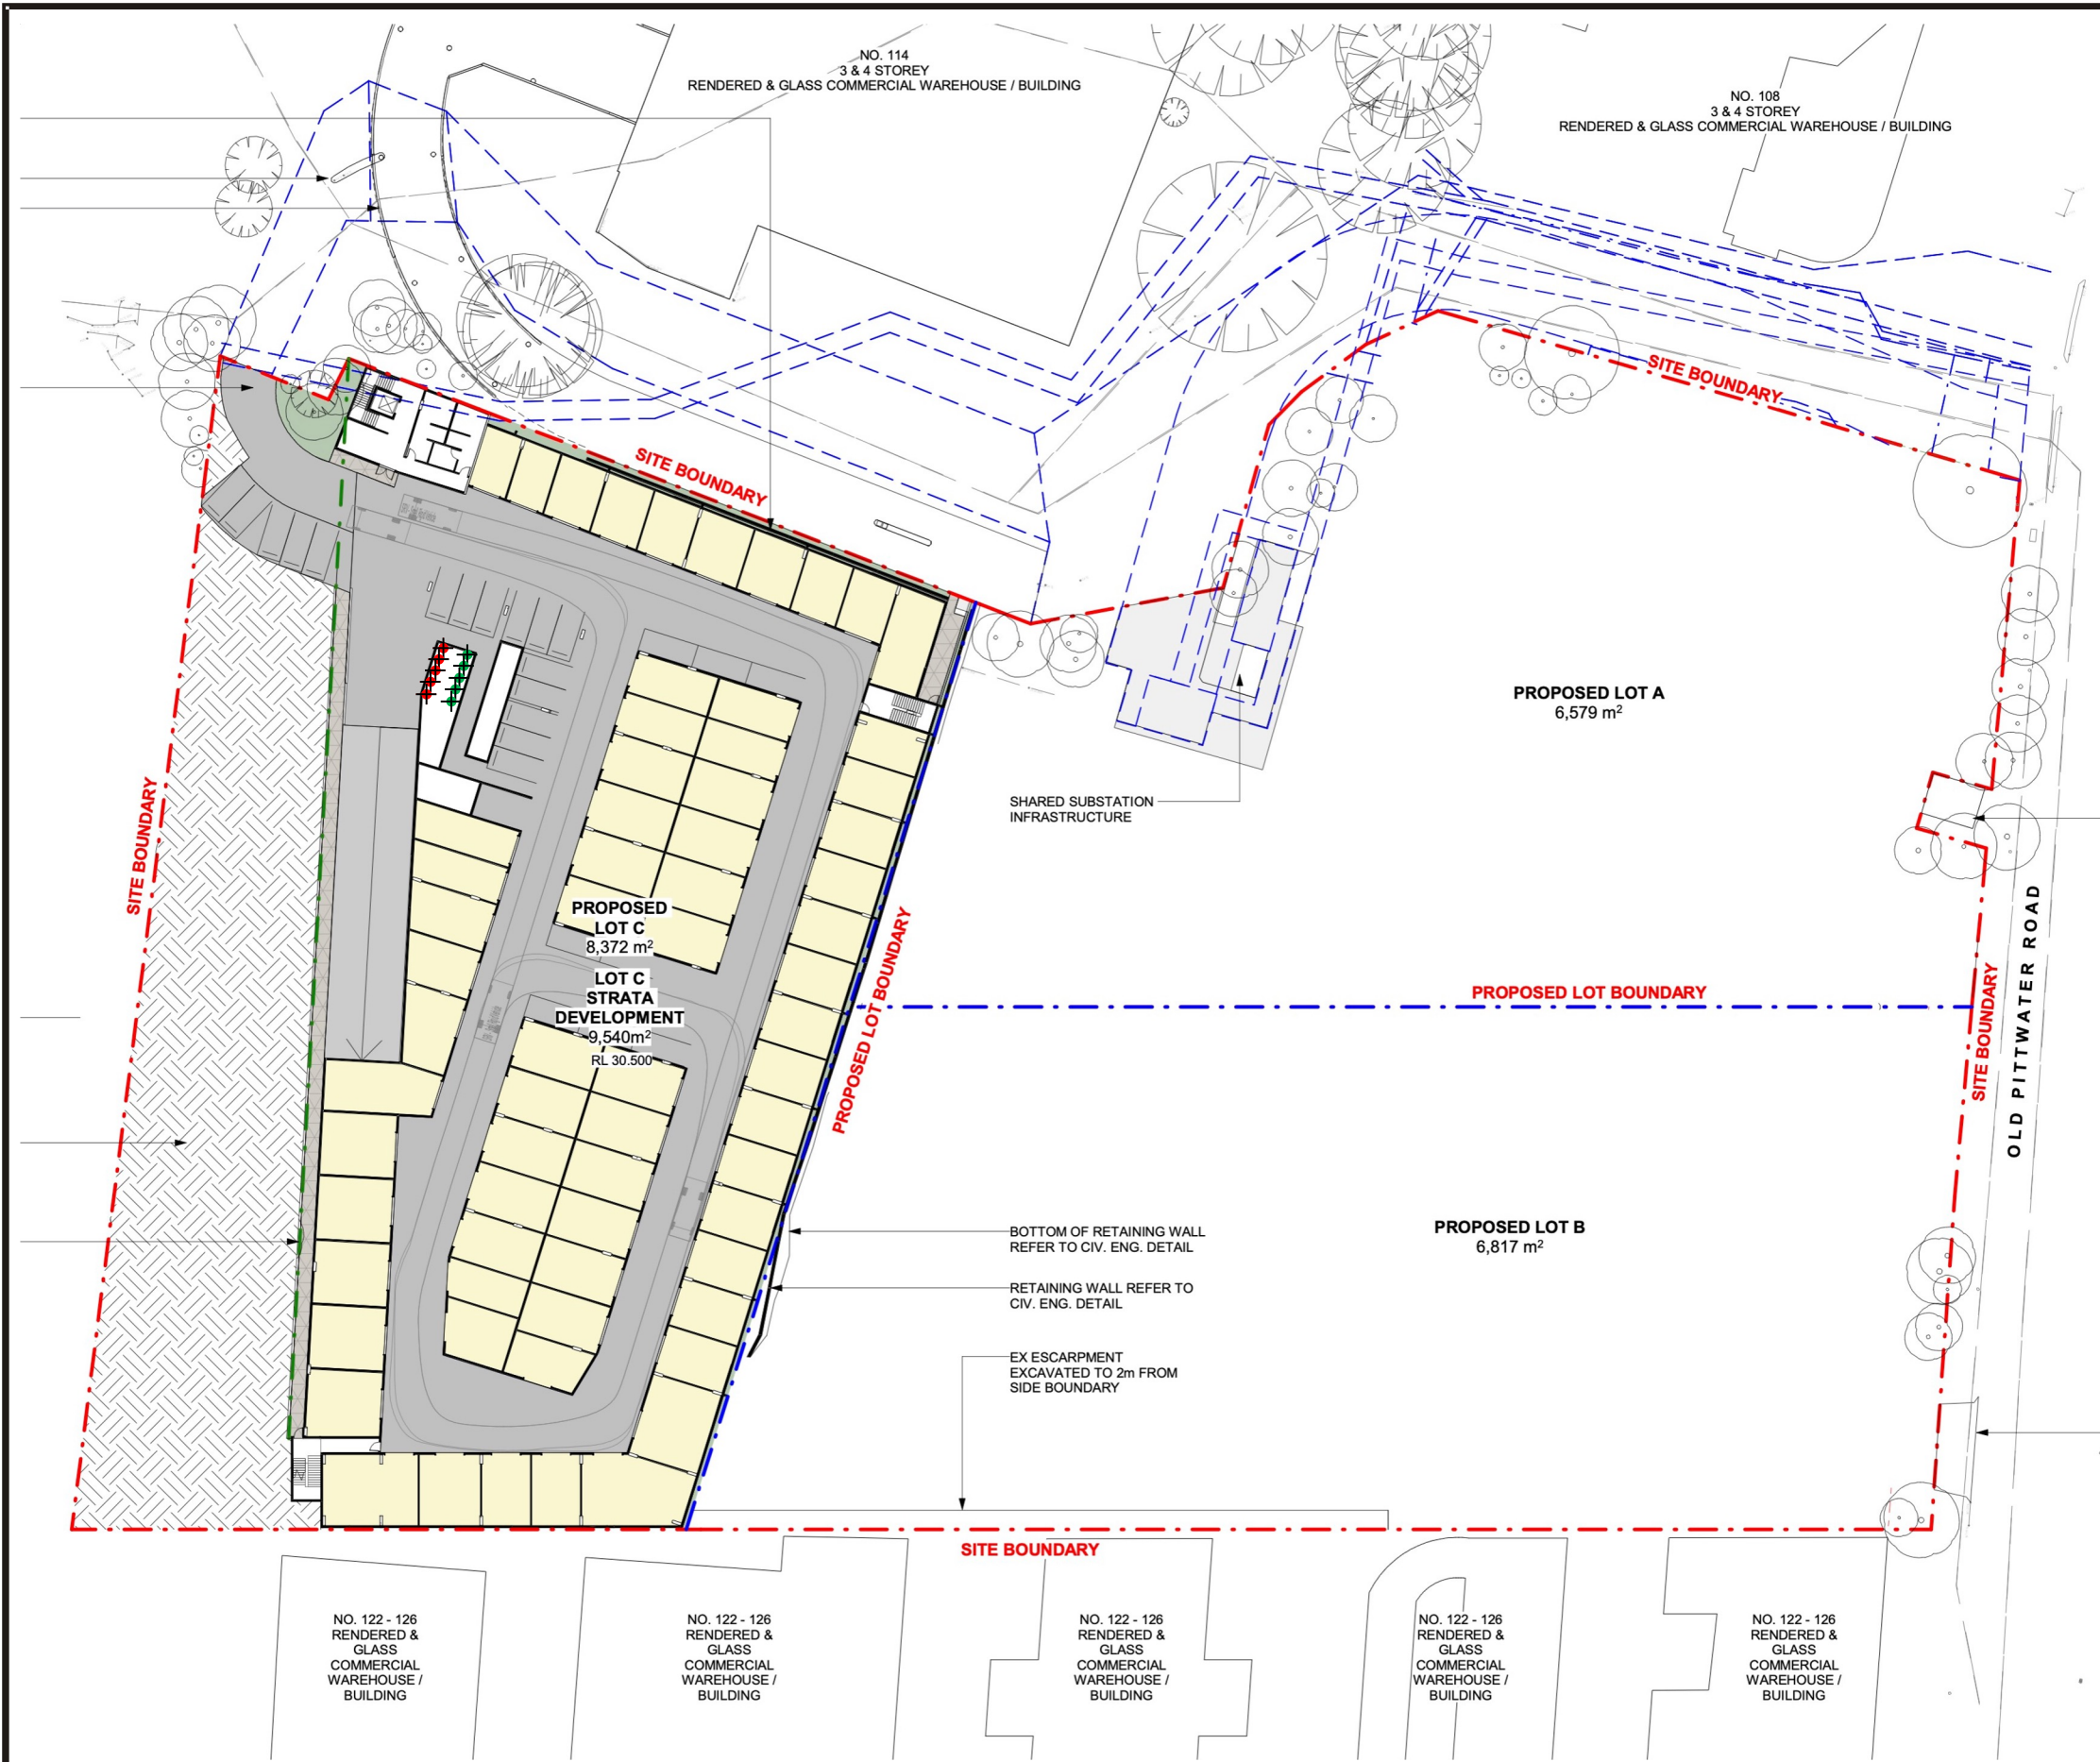 NO. 114
3 & 4 STOREY
RENDERED & GLASS COMMERCIAL WAREHOUSE / BUILDING
NO. 108
3 & 4 STOREY
RENDERED & GLASS COMMERCIAL WAREHOUSE / BUILDING
SITE BOUNDARY
SITE BOUNDARY
PROPOSED LOT A
6,579 m²
SHARED SUBSTATION
INFRASTRUCTURE
SITE BOUNDARY
PROPOSED
LOT C
8,372 m²
LOT C
STRATA
DEVELOPMENT
9,540m²
RL 30.500
PROPOSED LOT BOUNDARY
PROPOSED LOT BOUNDARY
SITE BOUNDARY
OLD PITTWATER ROAD
PROPOSED LOT B
6,817 m²
BOTTOM OF RETAINING WALL
REFER TO CIV. ENG. DETAIL
RETAINING WALL REFER TO
CIV. ENG. DETAIL
EX ESCARPMENT
EXCAVATED TO 2m FROM
SIDE BOUNDARY
SITE BOUNDARY
NO. 122 - 126
RENDERED &
GLASS
COMMERCIAL
WAREHOUSE /
BUILDING
NO. 122 - 126
RENDERED &
GLASS
COMMERCIAL
WAREHOUSE /
BUILDING
NO. 122 - 126
RENDERED &
GLASS
COMMERCIAL
WAREHOUSE /
BUILDING
NO. 122 - 126
RENDERED &
GLASS
COMMERCIAL
WAREHOUSE /
BUILDING
NO. 122 - 126
RENDERED &
GLASS
COMMERCIAL
WAREHOUSE /
BUILDING